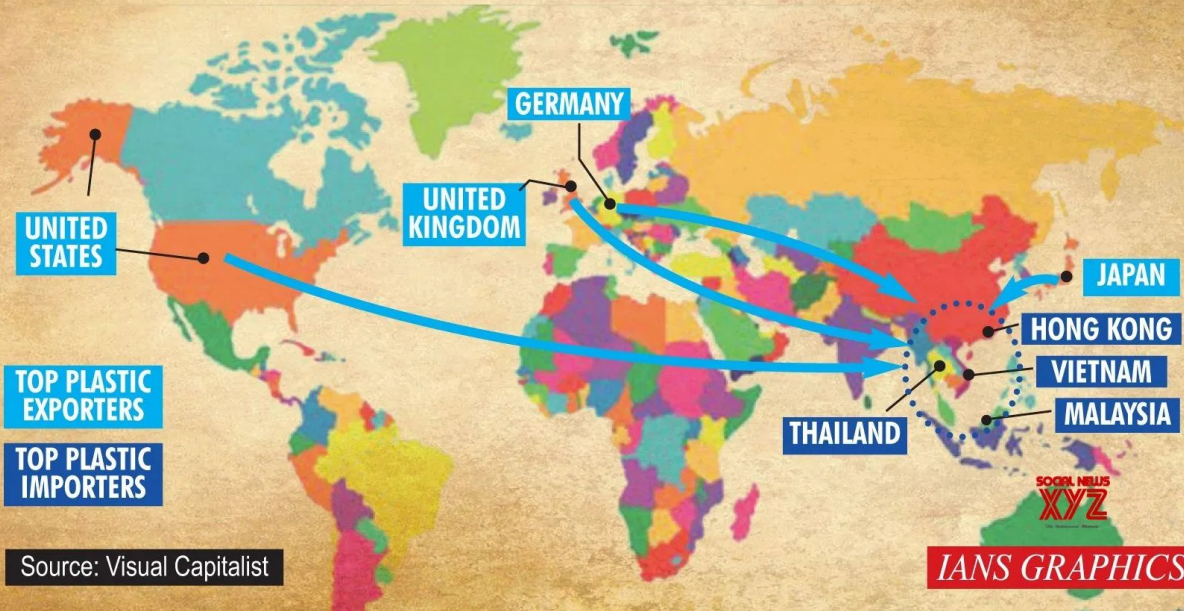 GERMANY
UNITED
KINGDOM
UNITED
STATES
JAPAN
HONG KONG
VIETNAM
MALAYSIA
THAILAND
TOP PLASTIC
EXPORTERS
TOP PLASTIC
IMPORTERS
SOCIAL NEWS
XYZ
Source: Visual Capitalist
IANS GRAPHICS